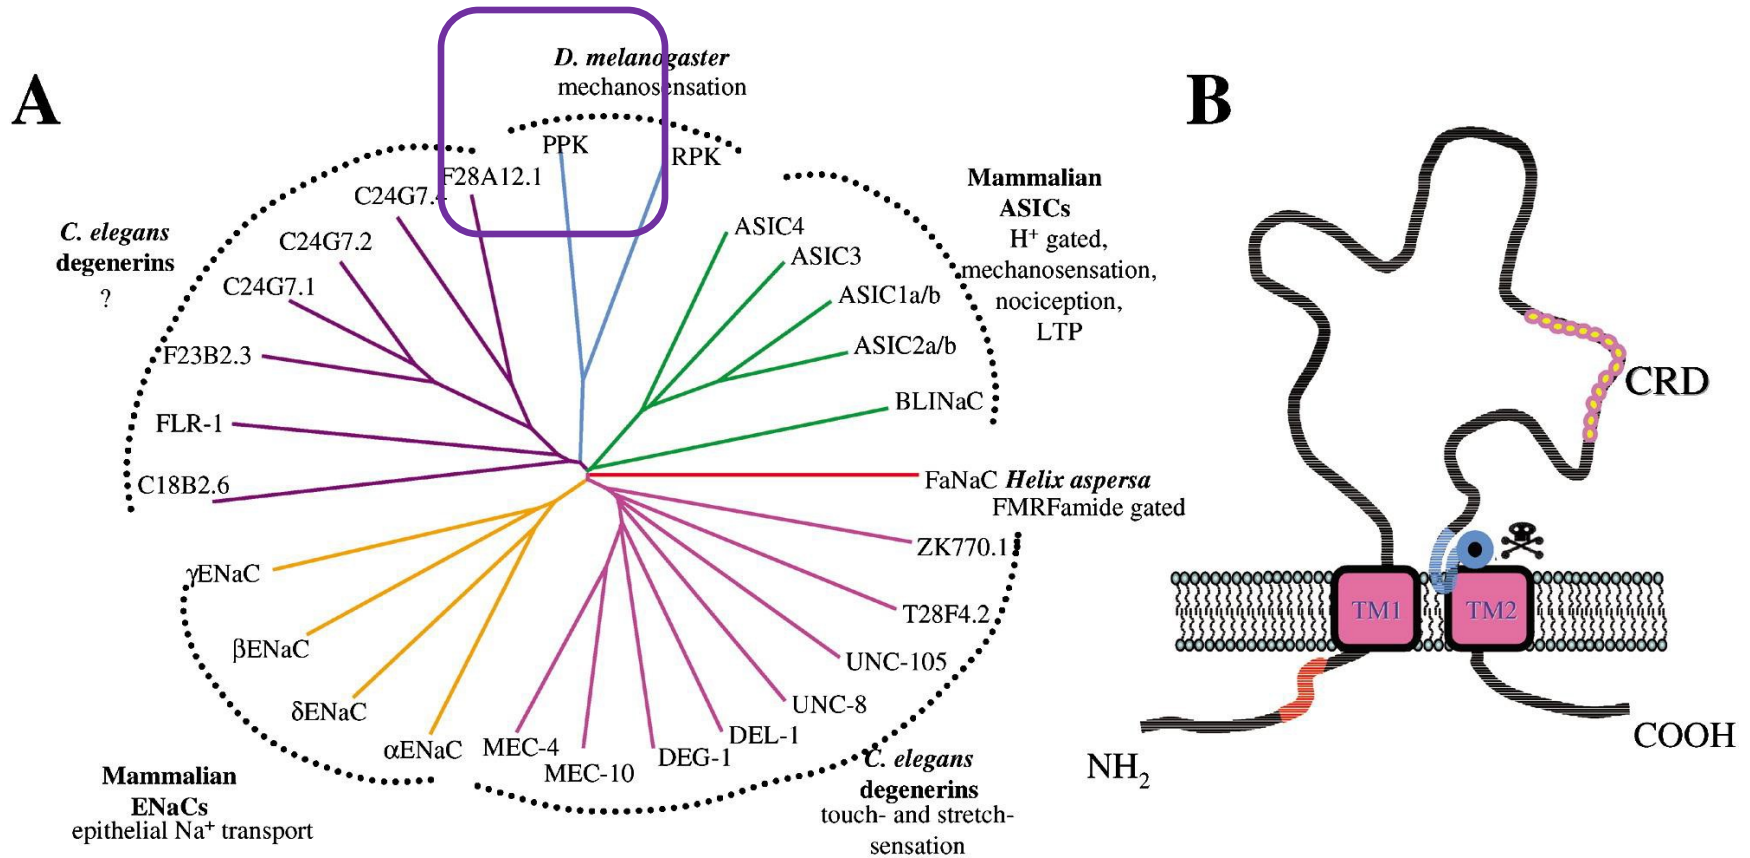 A
D. melanogaster
mechanosensation
PPK
RPK
F28A12.1
C24G7.4
C24G7.2
C24G7.1
F23B2.3
FLR-1
C18B2.6
C. elegans
degenerins
?
ASIC4
ASIC3
ASIC1a/b
ASIC2a/b
BLINaC
Mammalian
ASICs
H⁺ gated,
mechanosensation,
nociception,
LTP
FaNaC Helix aspersa
FMRFamide gated
ZK770.1
T28F4.2
UNC-105
UNC-8
DEL-1
DEG-1
MEC-10
MEC-4
C. elegans
degenerins
touch- and stretch-
sensation
γENaC
βENaC
δENaC
αENaC
Mammalian
ENaCs
epithelial Na⁺ transport
B
CRD
TM1
TM2
NH₂
COOH